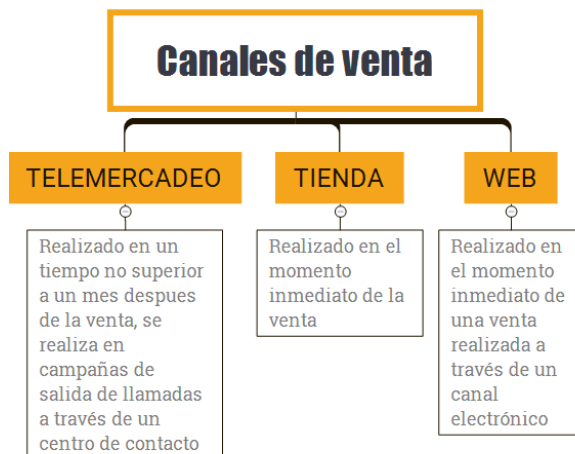 Canales de venta
TELEMERCADEO
Realizado en un
tiempo no superior
a un mes despues
de la venta, se
realiza en
campañas de
salida de llamadas
a través de un
centro de contacto
TIENDA
Realizado en el
momento
inmediato de la
venta
WEB
Realizado en
el momento
inmediato de
una venta
realizada a
través de un
canal
electrónico